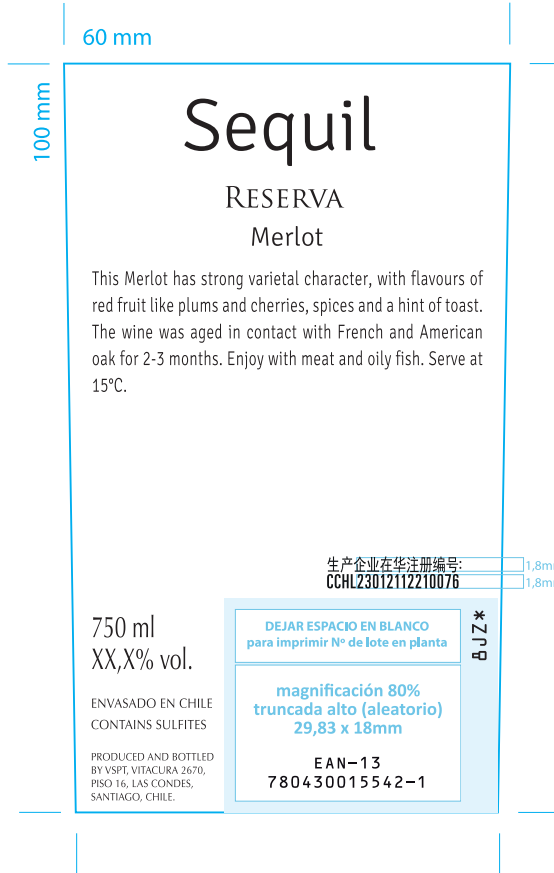 60 mm
100 mm
Sequil
RESERVA
Merlot
This Merlot has strong varietal character, with flavours of
red fruit like plums and cherries, spices and a hint of toast.
The wine was aged in contact with French and American
oak for 2-3 months. Enjoy with meat and oily fish. Serve at
15ºC.
生产企业在华注册编号:
CCHL23012112210076
1,8mm
1,8mm
750 ml
XX,X% vol.
ENVASADO EN CHILE
CONTAINS SULFITES
PRODUCED AND BOTTLED
BY VSPT, VITACURA 2670,
PISO 16, LAS CONDES,
SANTIAGO, CHILE.
DEJAR ESPACIO EN BLANCO
para imprimir Nº de lote en planta
magnificación 80%
truncada alto (aleatorio)
29,83 x 18mm
EAN-13
780430015542-1